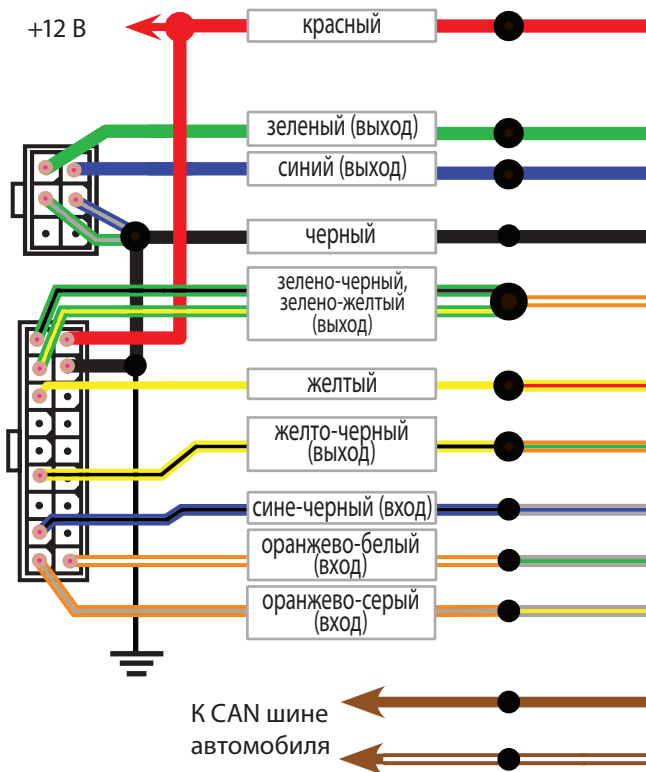 +12 В
красный
зеленый (выход)
синий (выход)
черный
зелено-черный,
зелено-желтый
(выход)
желтый
желто-черный
(выход)
сине-черный (вход)
оранжево-белый
(вход)
оранжево-серый
(вход)
К CAN шине
автомобиля